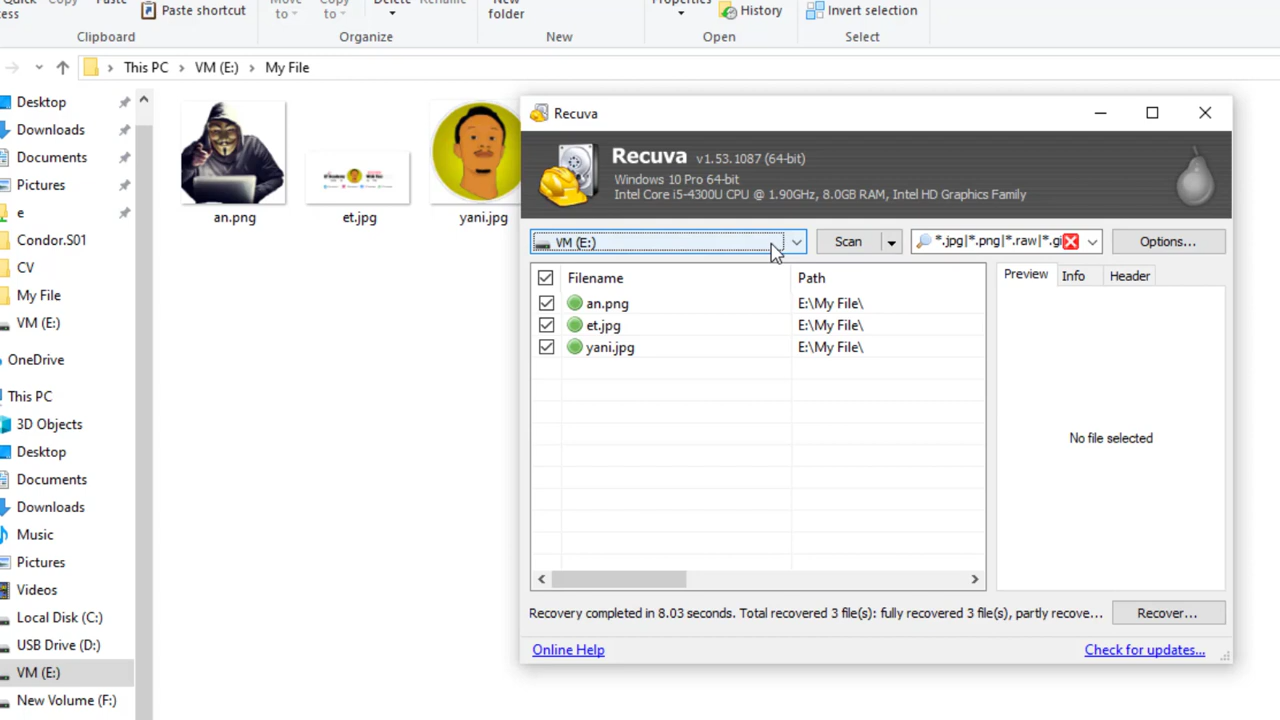 Quick
Copy
Paste
Move
Copy
Delete
Rename
New
Properties
cess
Paste shortcut
to
to
folder
History
Invert selection
Clipboard
Organize
New
Open
Select
This PC > VM (E:) > My File
Desktop
Downloads
Documents
Pictures
e
Condor.S01
CV
My File
VM (E:)
OneDrive
This PC
3D Objects
Desktop
Documents
Downloads
Music
Pictures
Videos
Local Disk (C:)
USB Drive (D:)
VM (E:)
New Volume (F:)
an.png
et.jpg
yani.jpg
Recuva
Recuva v1.53.1087 (64-bit)
Windows 10 Pro 64-bit
Intel Core i5-4300U CPU @ 1.90GHz, 8.0GB RAM, Intel HD Graphics Family
VM (E:)
Scan
*.jpg|*.png|*.raw|*.gi
Options...
Filename
Path
an.png E:\My File\
et.jpg E:\My File\
yani.jpg E:\My File\
Preview
Info
Header
No file selected
Recovery completed in 8.03 seconds. Total recovered 3 file(s): fully recovered 3 file(s), partly recove...
Recover...
Online Help
Check for updates...